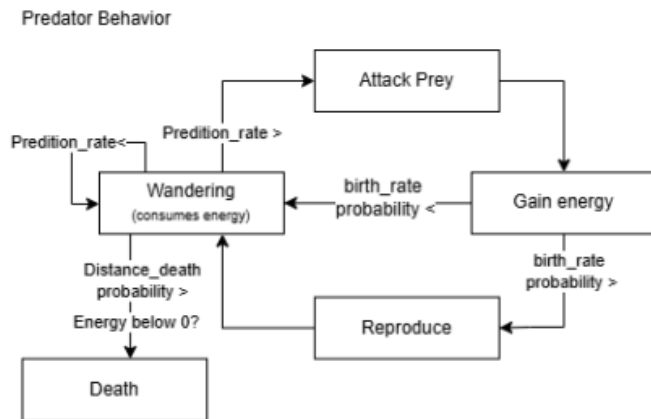 Predator Behavior
Attack Prey
Predition_rate<
Predition_rate >
Wandering
(consumes energy)
birth_rate
probability <
Gain energy
Distance_death
probability >
Energy below 0?
birth_rate
probability >
Reproduce
Death